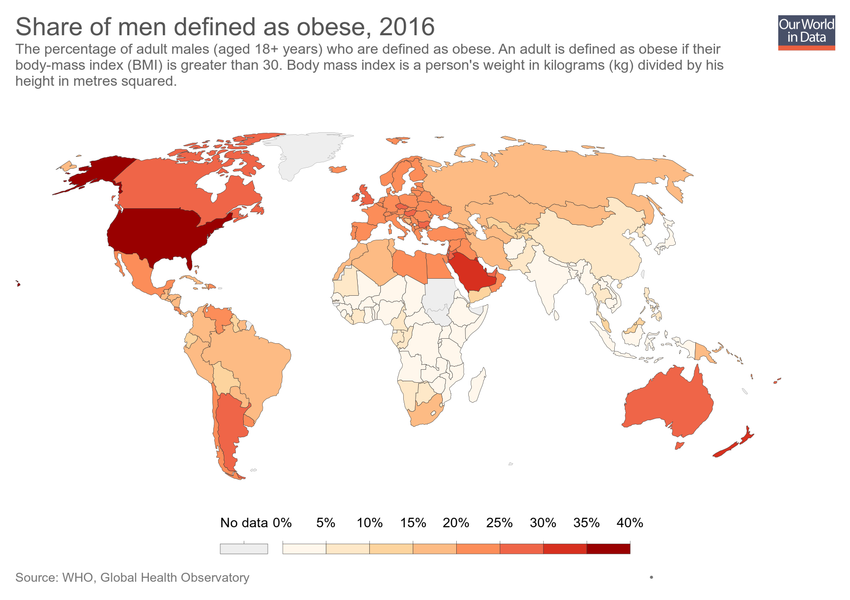 Share of men defined as obese, 2016
Our World
in Data
The percentage of adult males (aged 18+ years) who are defined as obese. An adult is defined as obese if their
body-mass index (BMI) is greater than 30. Body mass index is a person's weight in kilograms (kg) divided by his
height in metres squared.
No data 0% 5% 10% 15% 20% 25% 30% 35% 40%
Source: WHO, Global Health Observatory